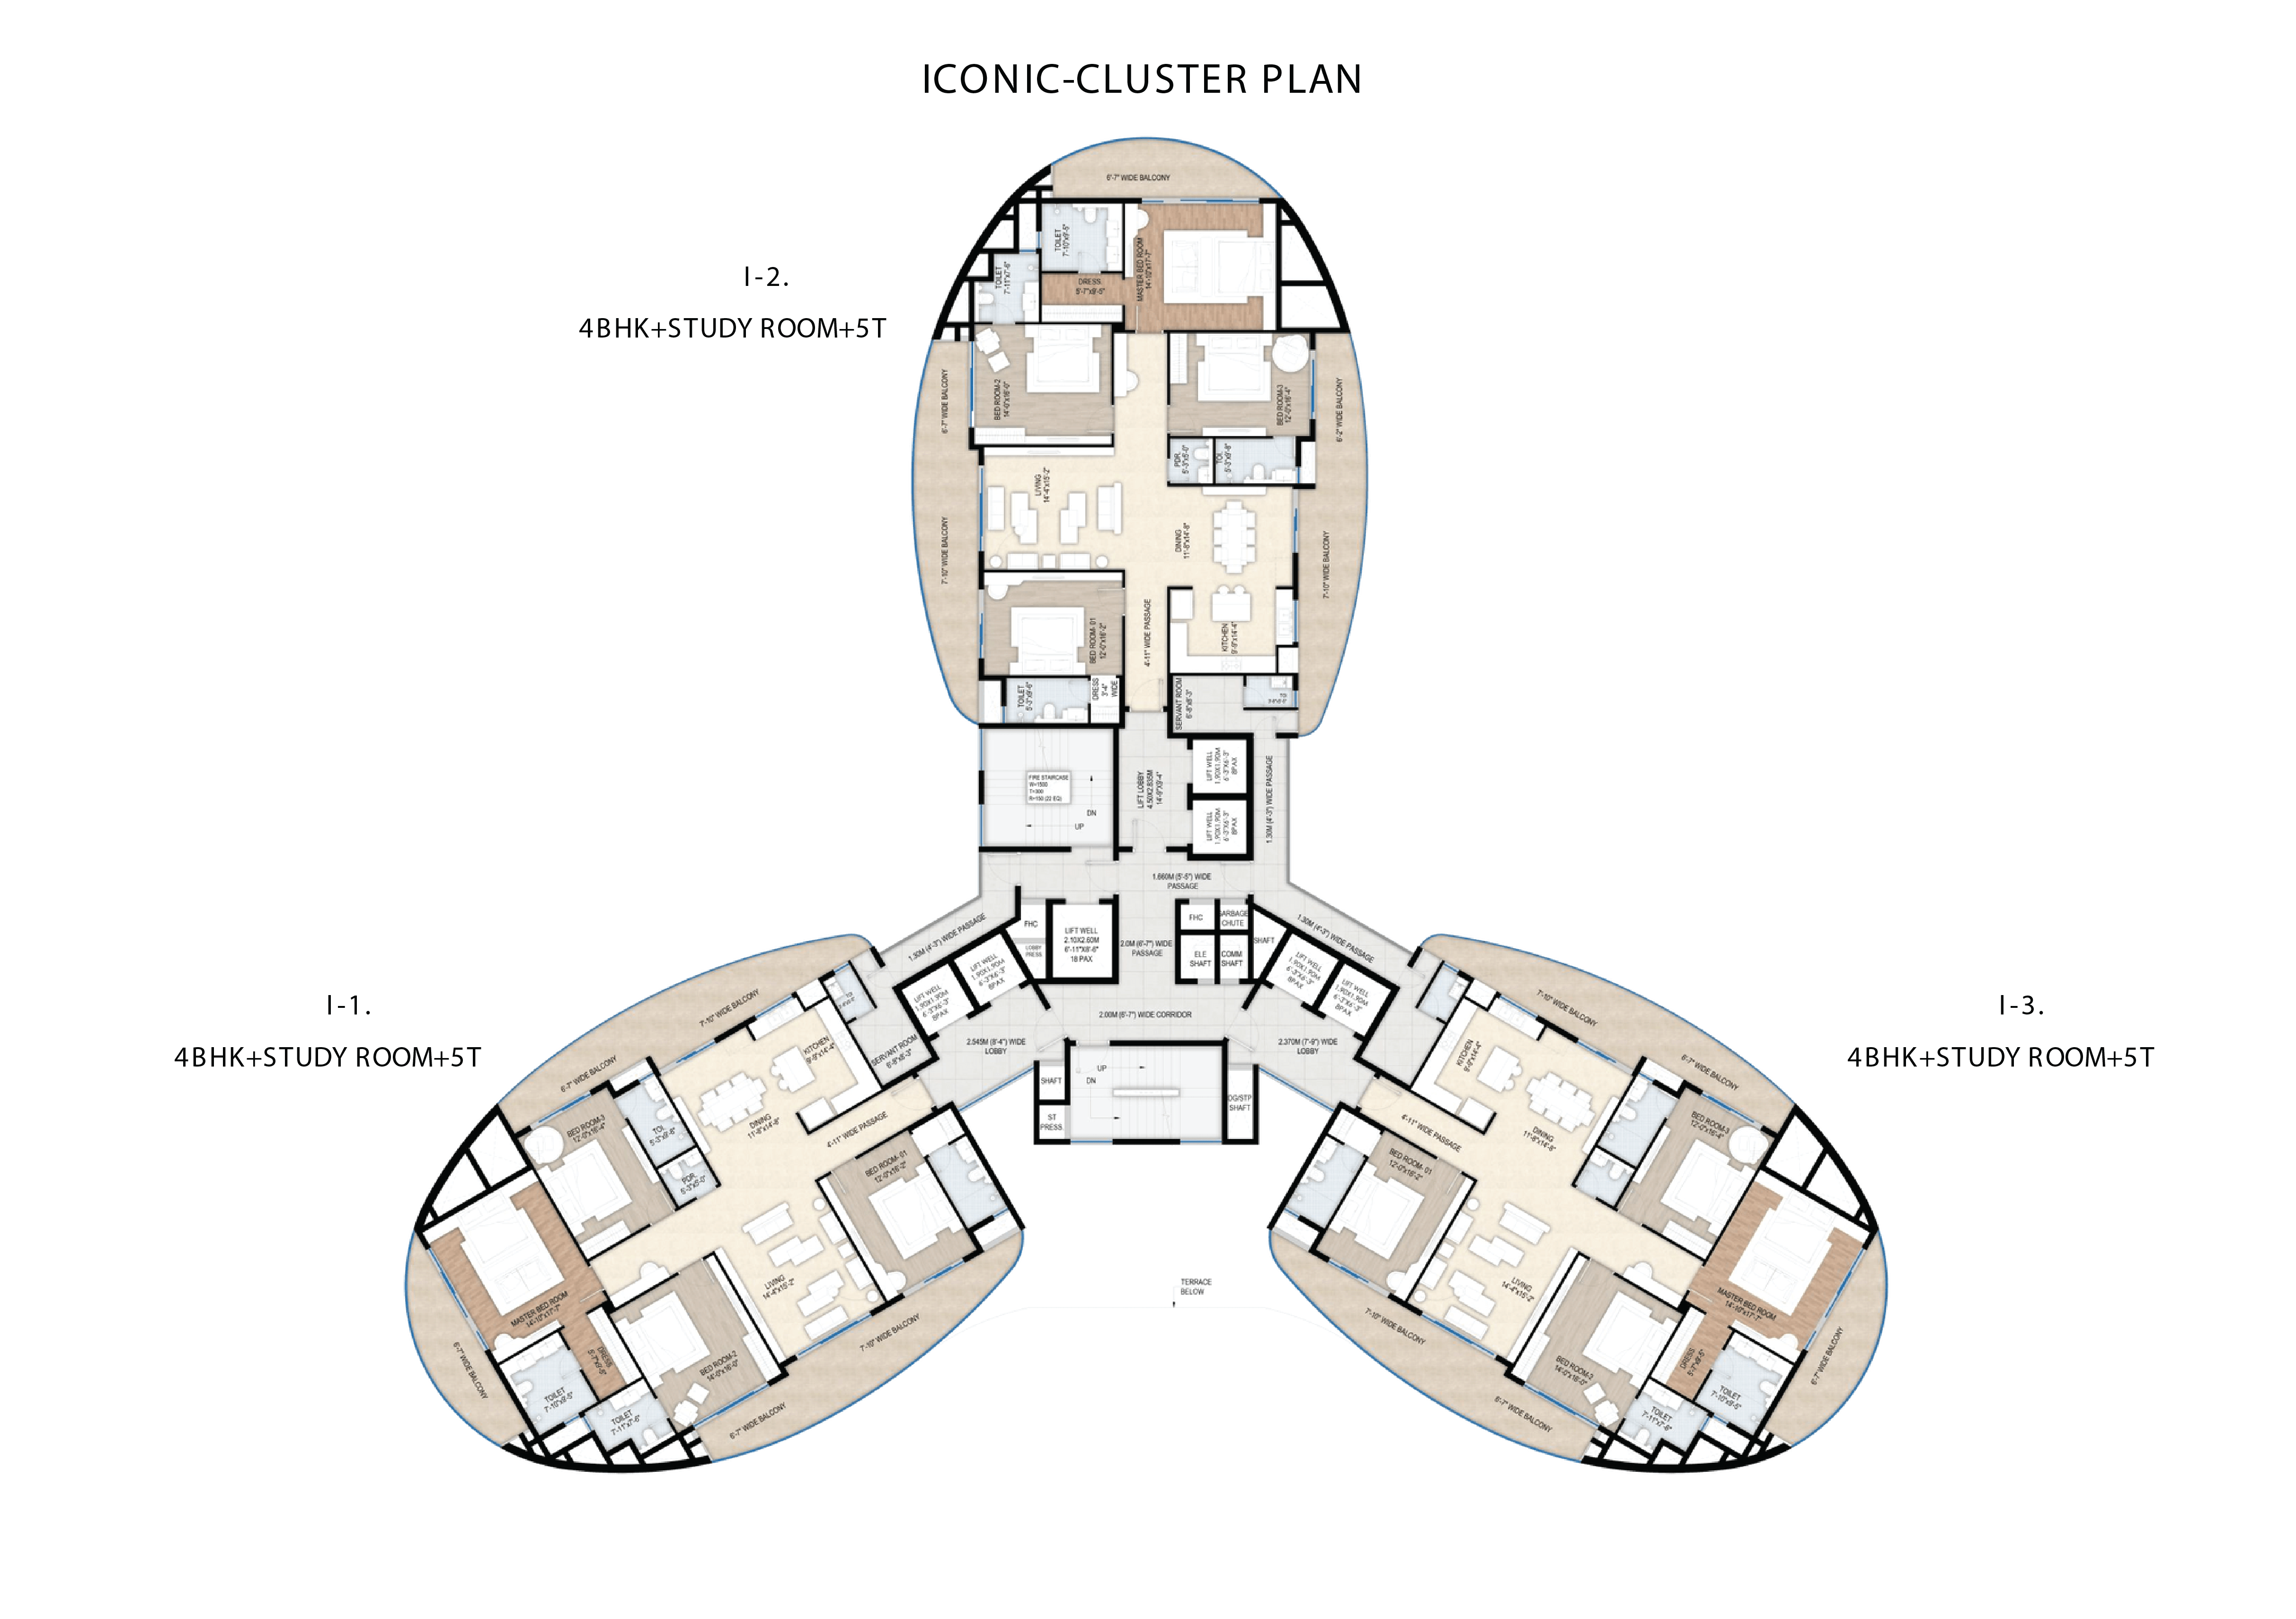 ICONIC-CLUSTER PLAN
I-2.
4BHK+STUDY ROOM+5T
6'-7" WIDE BALCONY
TOILET
7'-10"x9'-5"
MASTER BED ROOM
14'-10"x17'-7"
TOILET
7'-11"x7'-6"
DRESS
5'-7"x9'-5"
6'-7" WIDE BALCONY
BED ROOM-2
14'-0"x16'-0"
BED ROOM-3
12'-0"x16'-4"
6'-2" WIDE BALCONY
PDR.
5'-3"x5'-0"
TOI.
5'-3"x9'-8"
LIVING
14'-4"x15'-2"
7'-10" WIDE BALCONY
DINING
11'-8"x14'-8"
7'-10" WIDE BALCONY
BED ROOM- 01
12'-0"x16'-2"
4'-11" WIDE PASSAGE
KITCHEN
9'-9"x14'-4"
TOILET
5'-3"x9'-6"
DRESS
3'-4"
WIDE
SERVANT ROOM
6'-8"x8'-3"
FIRE STAIRCASE
W=1500
T=300
R=150 (22 EQ)
DN
UP
LIFT LOBBY
4.50X2.835M
14'-9"X9'-4"
LIFT WELL
1.90X1.90M
6'-3"X6'-3"
8PAX
LIFT WELL
1.90X1.90M
6'-3"X6'-3"
8PAX
1.30M (4'-3") WIDE PASSAGE
1.660M (5'-5") WIDE
PASSAGE
1.30M (4'-3") WIDE PASSAGE
FHC
LOBBY
PRESS.
LIFT WELL
2.10X2.60M
6'-11"X8'-6"
18 PAX
2.0M (6'-7") WIDE
PASSAGE
FHC
GARBAGE
CHUTE
ELE
SHAFT
COMM
SHAFT
SHAFT
1.30M (4'-3") WIDE PASSAGE
LIFT WELL
1.90X1.90M
6'-3"X6'-3"
8PAX
LIFT WELL
1.90X1.90M
6'-3"X6'-3"
8PAX
LIFT WELL
1.90X1.90M
6'-3"X6'-3"
8PAX
LIFT WELL
1.90X1.90M
6'-3"X6'-3"
8PAX
2.00M (6'-7") WIDE CORRIDOR
2.545M (8'-4") WIDE
LOBBY
2.370M (7'-9") WIDE
LOBBY
SHAFT
ST
PRESS.
UP
DN
DG/STP
SHAFT
TERRACE
BELOW
I-1.
4BHK+STUDY ROOM+5T
7'-10" WIDE BALCONY
6'-7" WIDE BALCONY
KITCHEN
9'-9"x14'-4"
SERVANT ROOM
6'-8"x8'-3"
DINING
11'-8"x14'-8"
4'-11" WIDE PASSAGE
BED ROOM-3
12'-0"x16'-4"
TOI.
5'-3"x9'-8"
PDR.
5'-3"x5'-0"
BED ROOM- 01
12'-0"x16'-2"
LIVING
14'-4"x15'-2"
MASTER BED ROOM
14'-10"x17'-7"
DRESS
5'-7"x9'-5"
BED ROOM-2
14'-0"x16'-0"
TOILET
7'-10"x9'-5"
TOILET
7'-11"x7'-6"
6'-7" WIDE BALCONY
7'-10" WIDE BALCONY
6'-7" WIDE BALCONY
I-3.
4BHK+STUDY ROOM+5T
7'-10" WIDE BALCONY
6'-7" WIDE BALCONY
KITCHEN
9'-9"x14'-4"
DINING
11'-8"x14'-8"
4'-11" WIDE PASSAGE
BED ROOM-3
12'-0"x16'-4"
BED ROOM- 01
12'-0"x16'-2"
LIVING
14'-4"x15'-2"
MASTER BED ROOM
14'-10"x17'-7"
DRESS
5'-7"x9'-5"
BED ROOM-2
14'-0"x16'-0"
TOILET
7'-10"x9'-5"
TOILET
7'-11"x7'-6"
7'-10" WIDE BALCONY
6'-7" WIDE BALCONY
6'-7" WIDE BALCONY